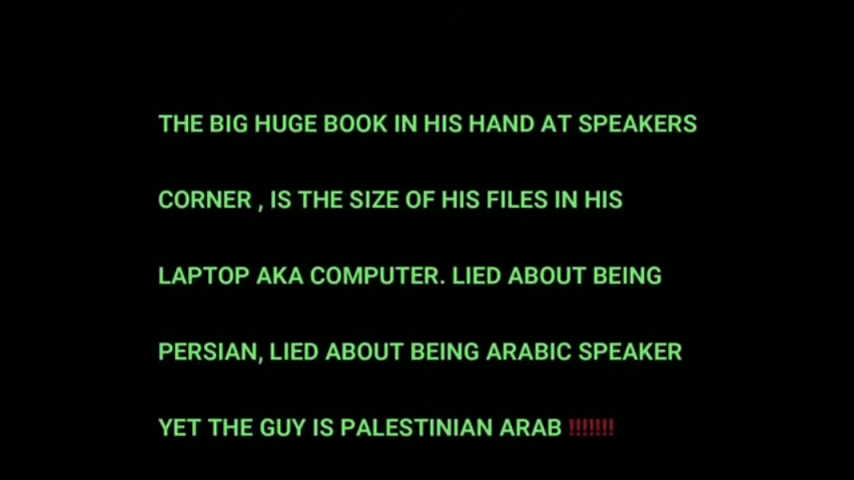 THE BIG HUGE BOOK IN HIS HAND AT SPEAKERS
CORNER , IS THE SIZE OF HIS FILES IN HIS
LAPTOP AKA COMPUTER. LIED ABOUT BEING
PERSIAN, LIED ABOUT BEING ARABIC SPEAKER
YET THE GUY IS PALESTINIAN ARAB !!!!!!!